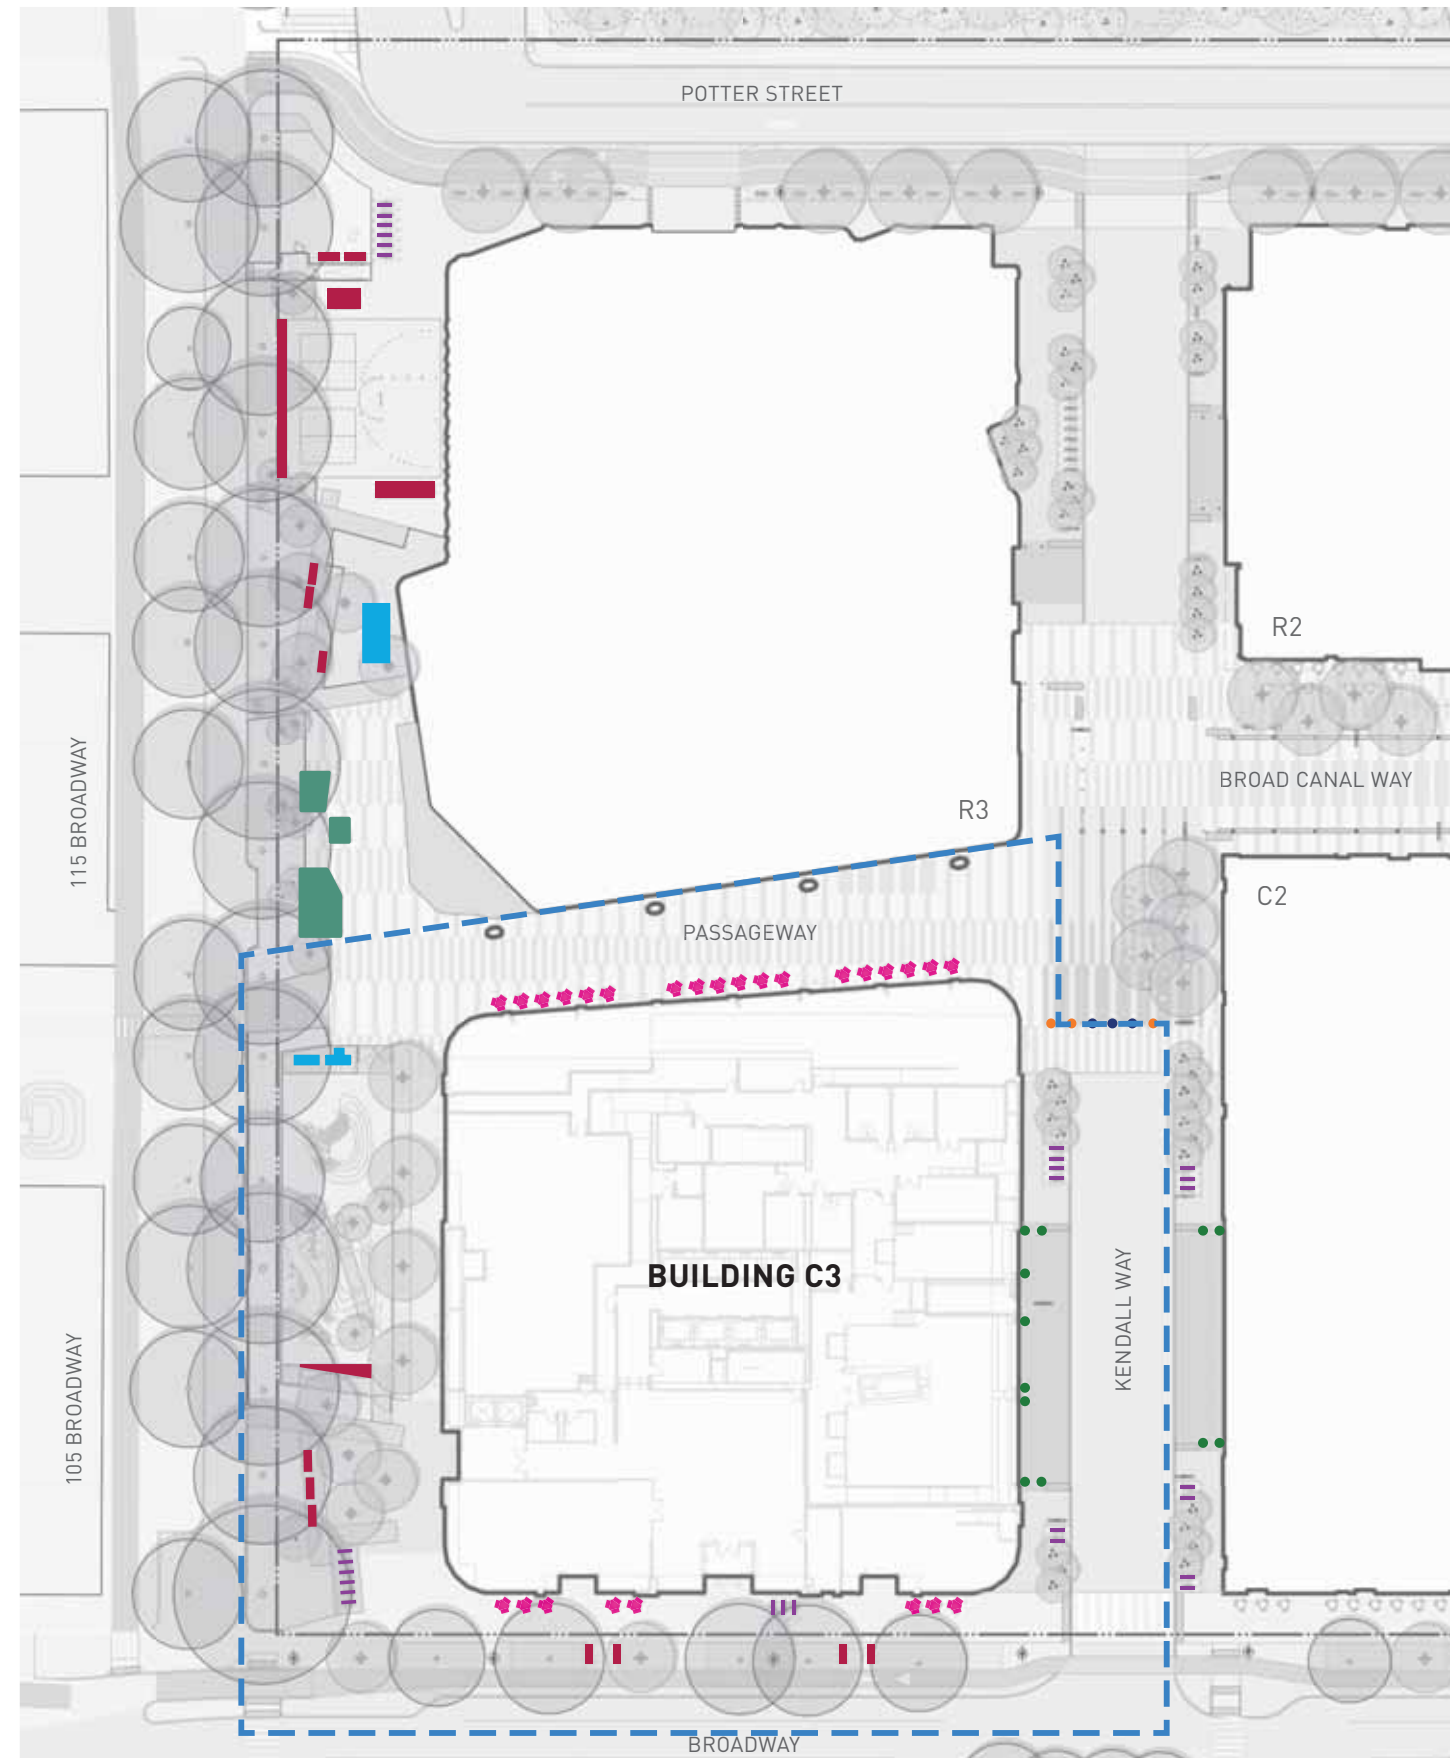 POTTER STREET
R2
115 BROADWAY
BROAD CANAL WAY
R3
C2
PASSAGEWAY
BUILDING C3
KENDALL WAY
105 BROADWAY
BROADWAY